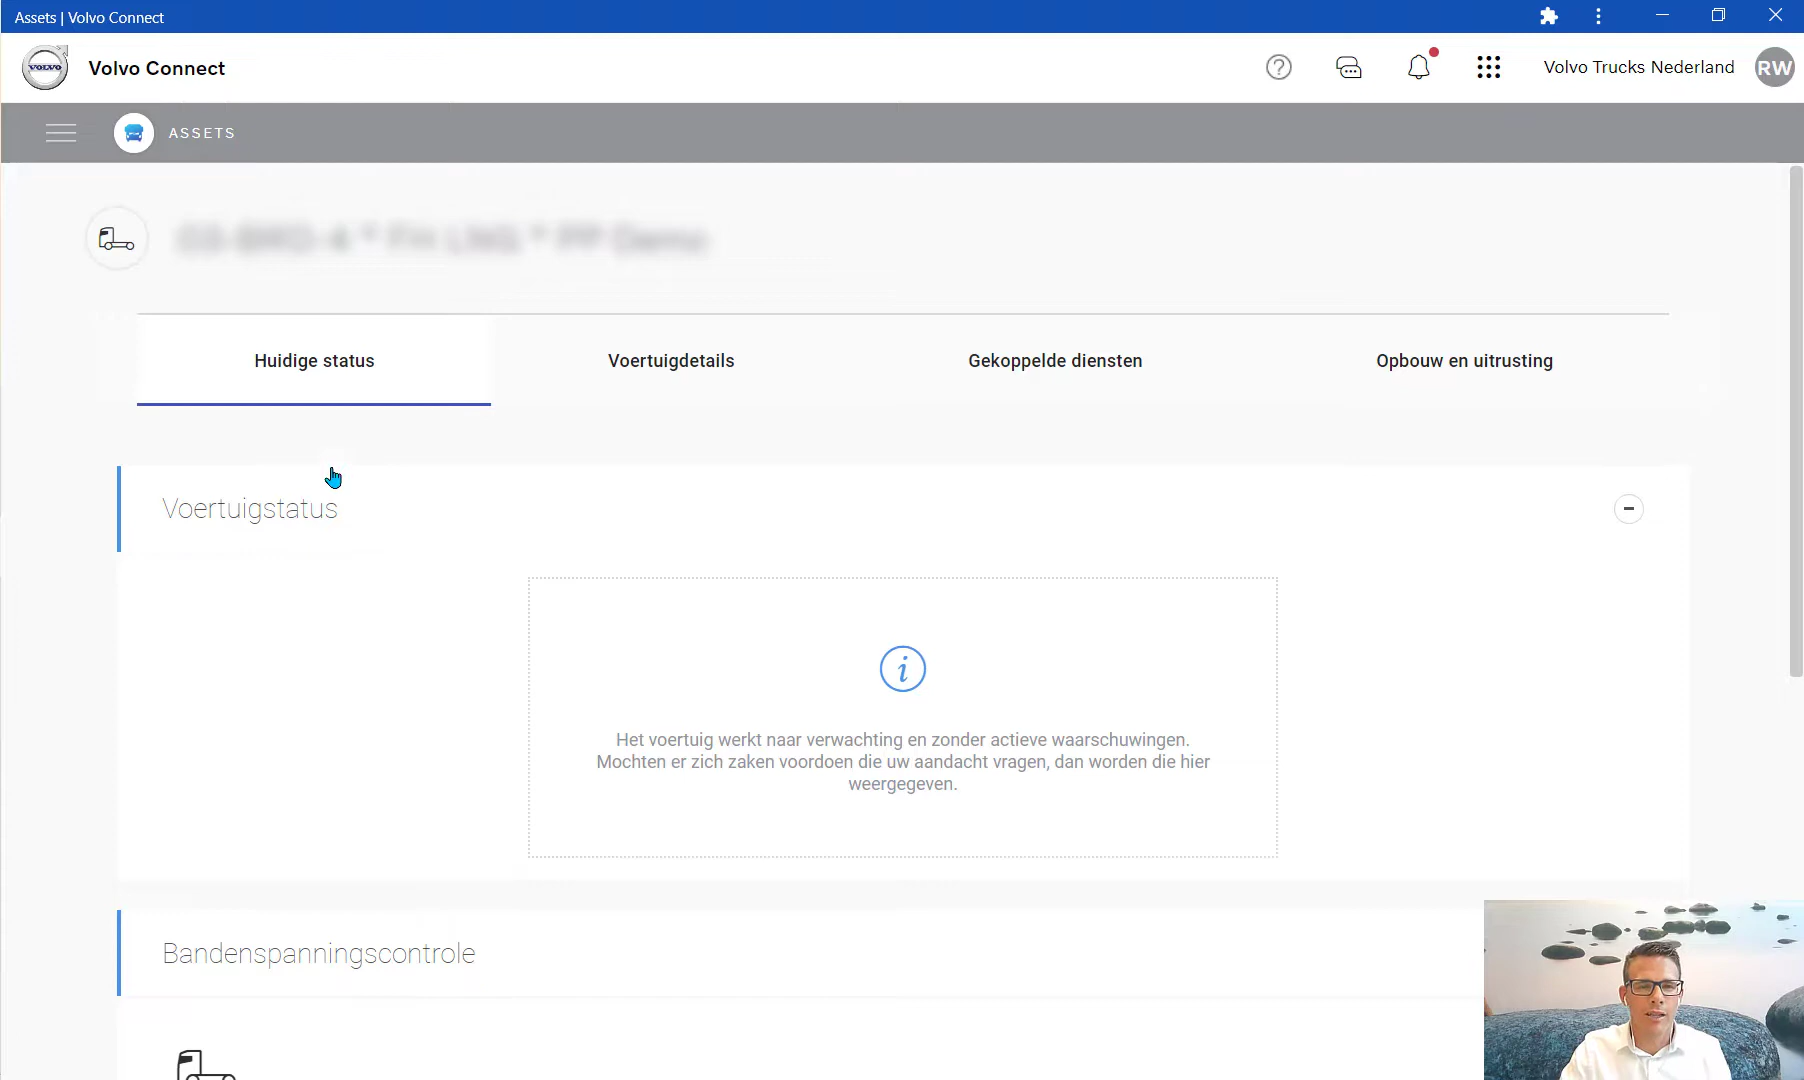 Assets | Volvo Connect
VOLVO
Volvo Connect
Volvo Trucks Nederland
RW
ASSETS
Huidige status
Voertuigdetails
Gekoppelde diensten
Opbouw en uitrusting
Voertuigstatus
i
Het voertuig werkt naar verwachting en zonder actieve waarschuwingen.
Mochten er zich zaken voordoen die uw aandacht vragen, dan worden die hier
weergegeven.
Bandenspanningscontrole